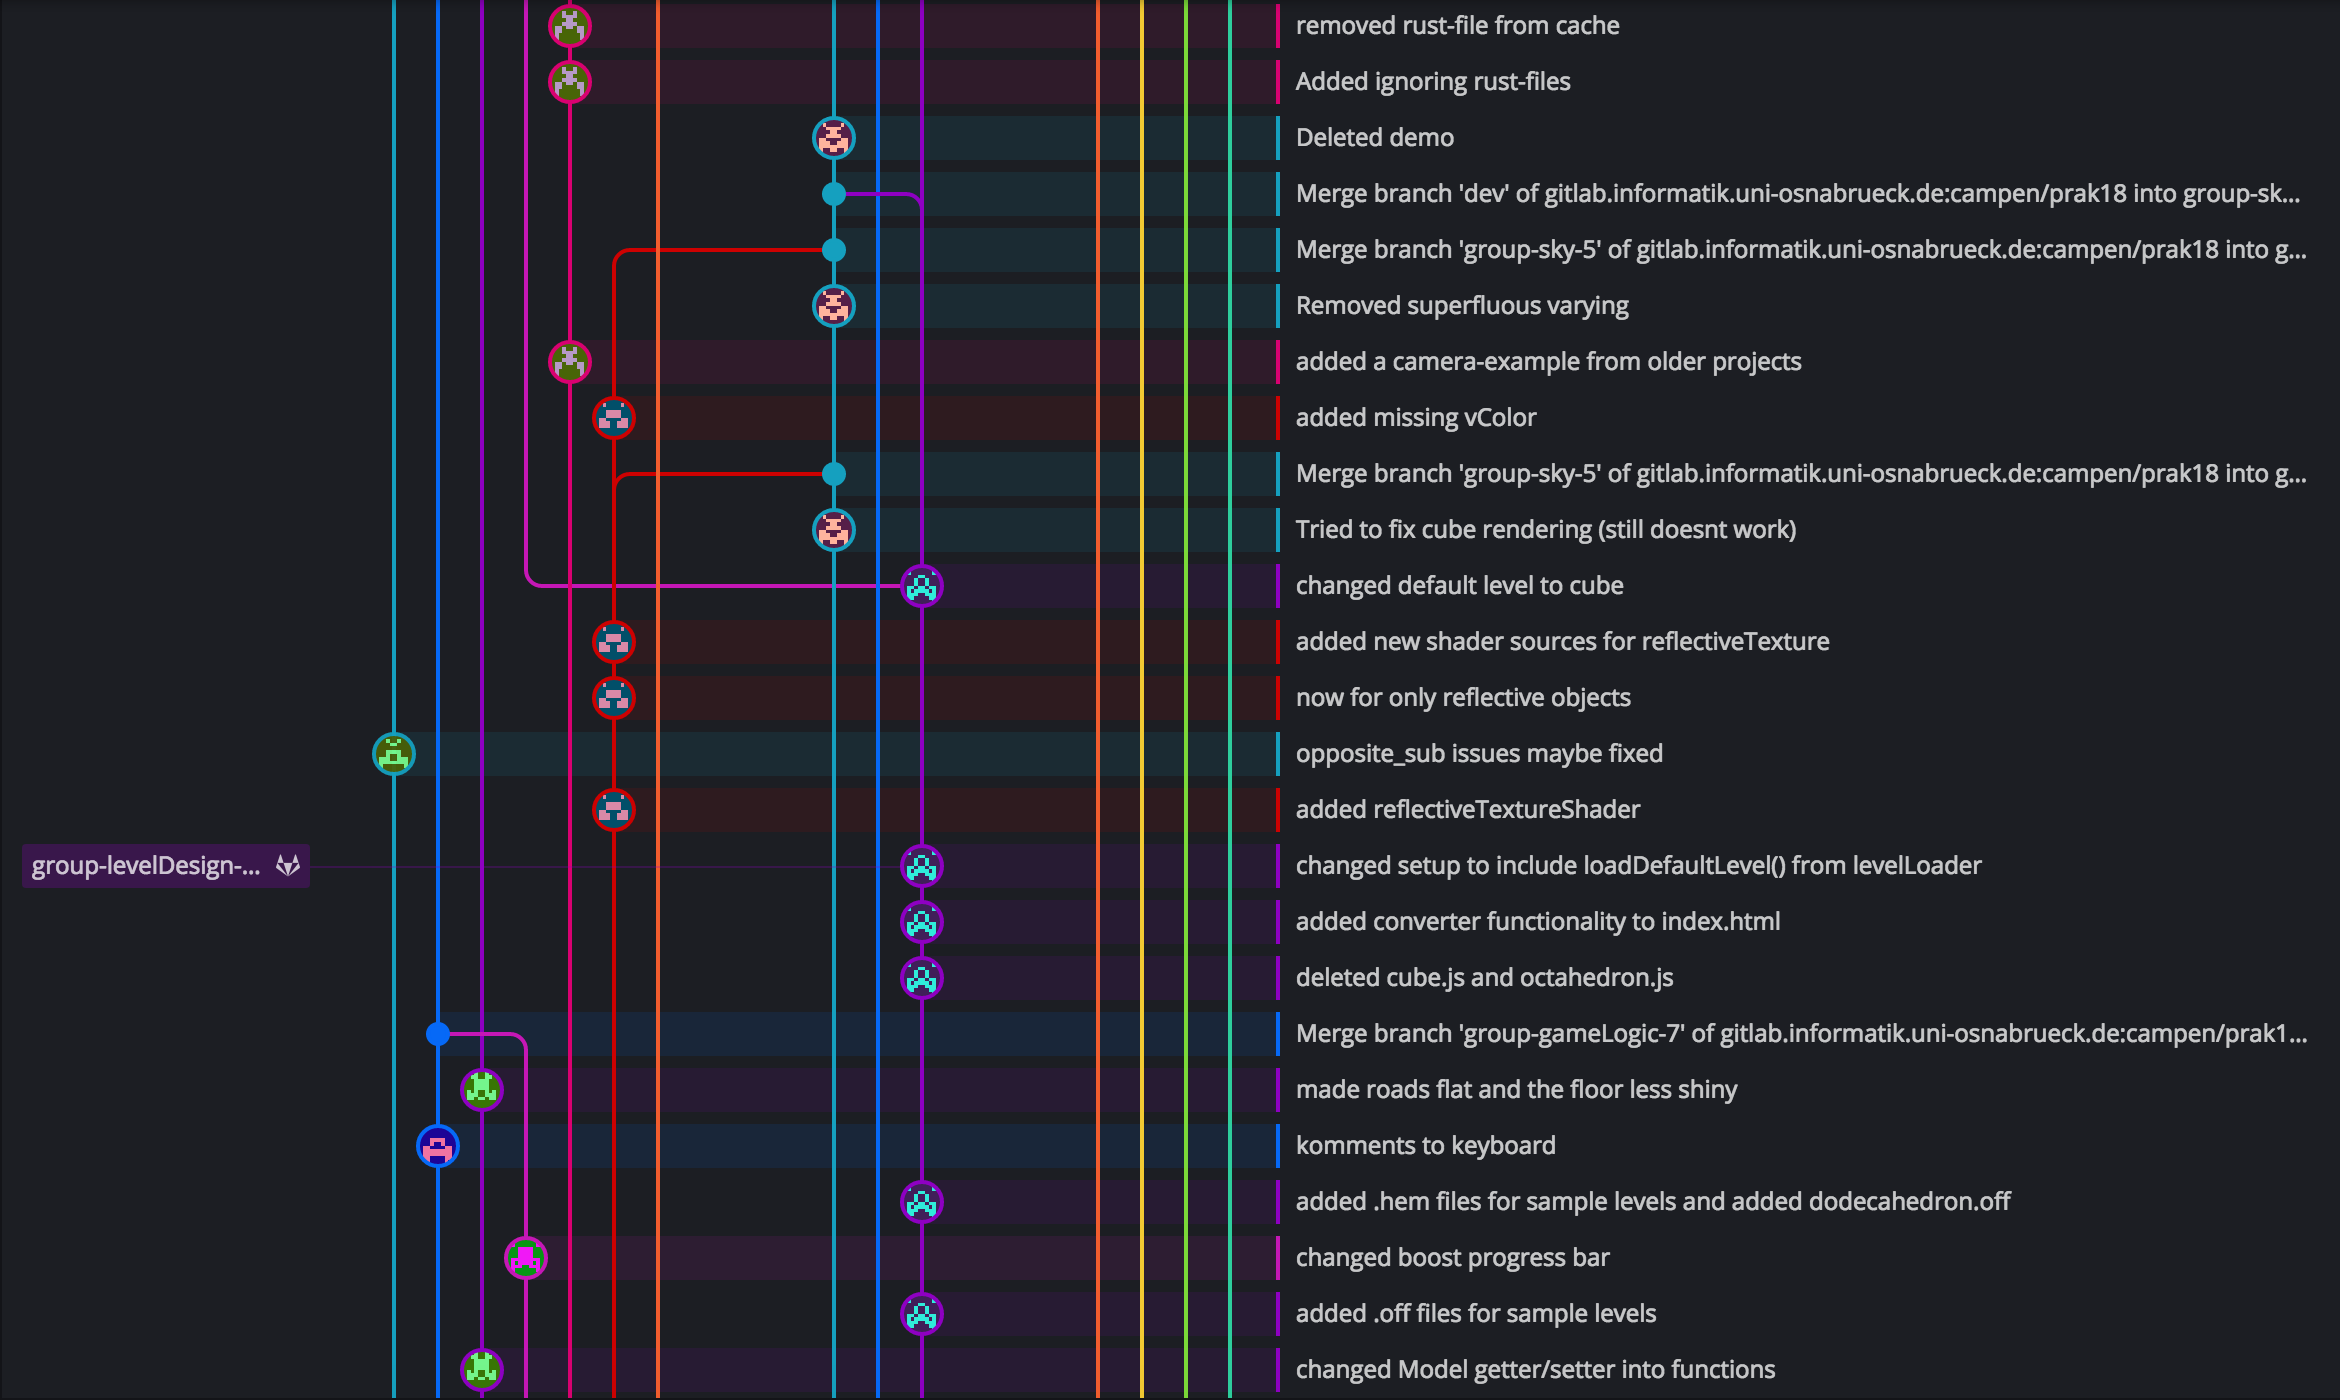 removed rust-file from cache
Added ignoring rust-files
Deleted demo
Merge branch 'dev' of gitlab.informatik.uni-osnabrueck.de:campen/prak18 into group-sk...
Merge branch 'group-sky-5' of gitlab.informatik.uni-osnabrueck.de:campen/prak18 into g...
Removed superfluous varying
added a camera-example from older projects
added missing vColor
Merge branch 'group-sky-5' of gitlab.informatik.uni-osnabrueck.de:campen/prak18 into g...
Tried to fix cube rendering (still doesnt work)
changed default level to cube
added new shader sources for reflectiveTexture
now for only reflective objects
opposite_sub issues maybe fixed
added reflectiveTextureShader
group-levelDesign-...
changed setup to include loadDefaultLevel() from levelLoader
added converter functionality to index.html
deleted cube.js and octahedron.js
Merge branch 'group-gameLogic-7' of gitlab.informatik.uni-osnabrueck.de:campen/prak1...
made roads flat and the floor less shiny
komments to keyboard
added .hem files for sample levels and added dodecahedron.off
changed boost progress bar
added .off files for sample levels
changed Model getter/setter into functions